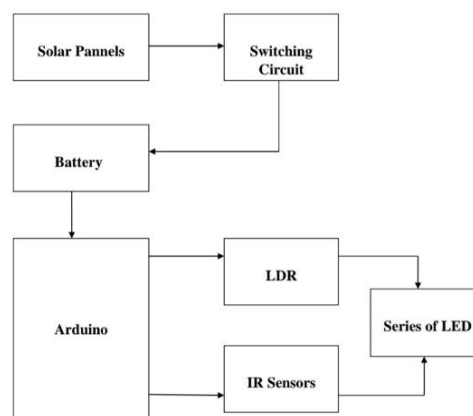 Solar Pannels
Switching
Circuit
Battery
Arduino
LDR
Series of LED
IR Sensors